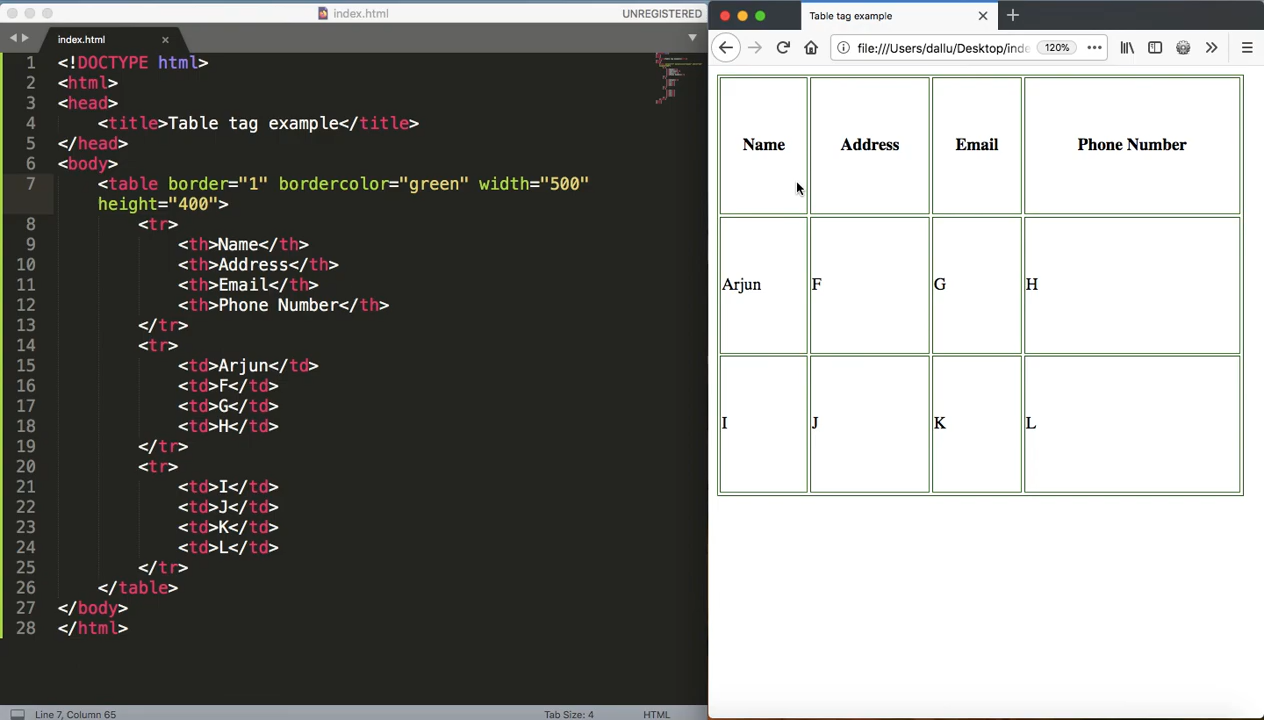 index.html
UNREGISTERED
index.html
1 <!DOCTYPE html>
2 <html>
3 <head>
4 <title>Table tag example</title>
5 </head>
6 <body>
7 <table border="1" bordercolor="green" width="500"
height="400">
8 <tr>
9 <th>Name</th>
10 <th>Address</th>
11 <th>Email</th>
12 <th>Phone Number</th>
13 </tr>
14 <tr>
15 <td>Arjun</td>
16 <td>F</td>
17 <td>G</td>
18 <td>H</td>
19 </tr>
20 <tr>
21 <td>I</td>
22 <td>J</td>
23 <td>K</td>
24 <td>L</td>
25 </tr>
26 </table>
27 </body>
28 </html>
Line 7, Column 65
Tab Size: 4
HTML
Table tag example
file:///Users/dallu/Desktop/inde
120%
Name Address Email Phone Number
Arjun F G H
I J K L